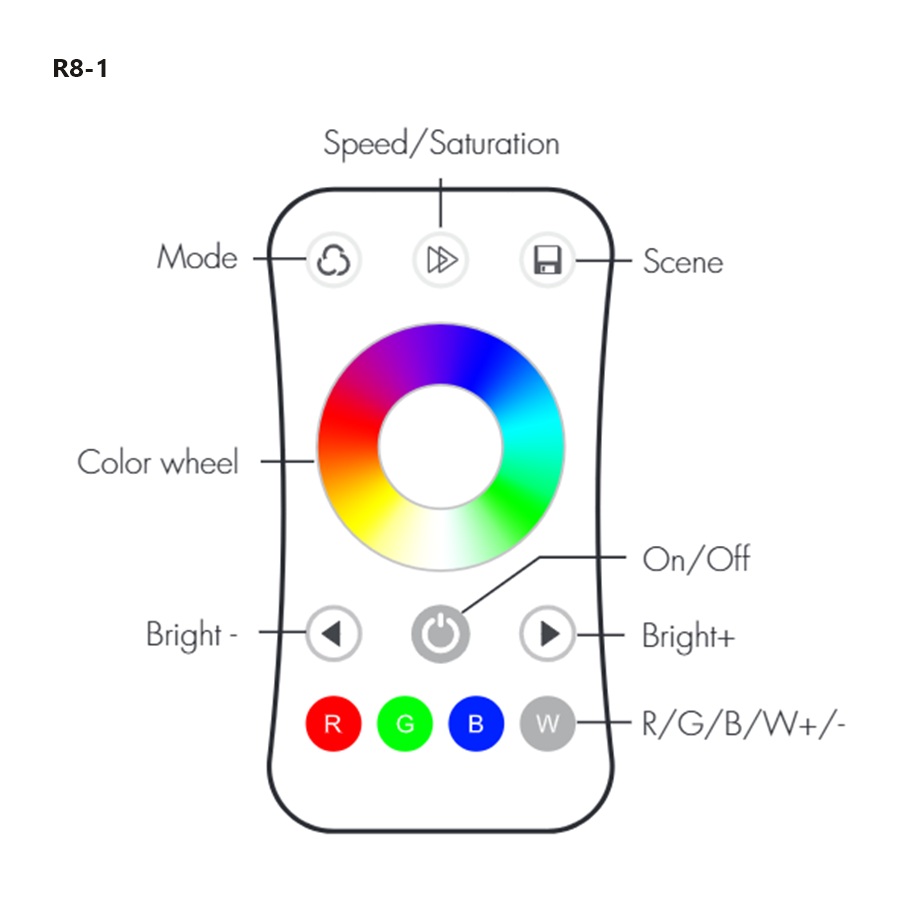 R8-1
Speed/Saturation
Mode
Scene
Color wheel
On/Off
Bright -
Bright+
R G B W
R/G/B/W+/-